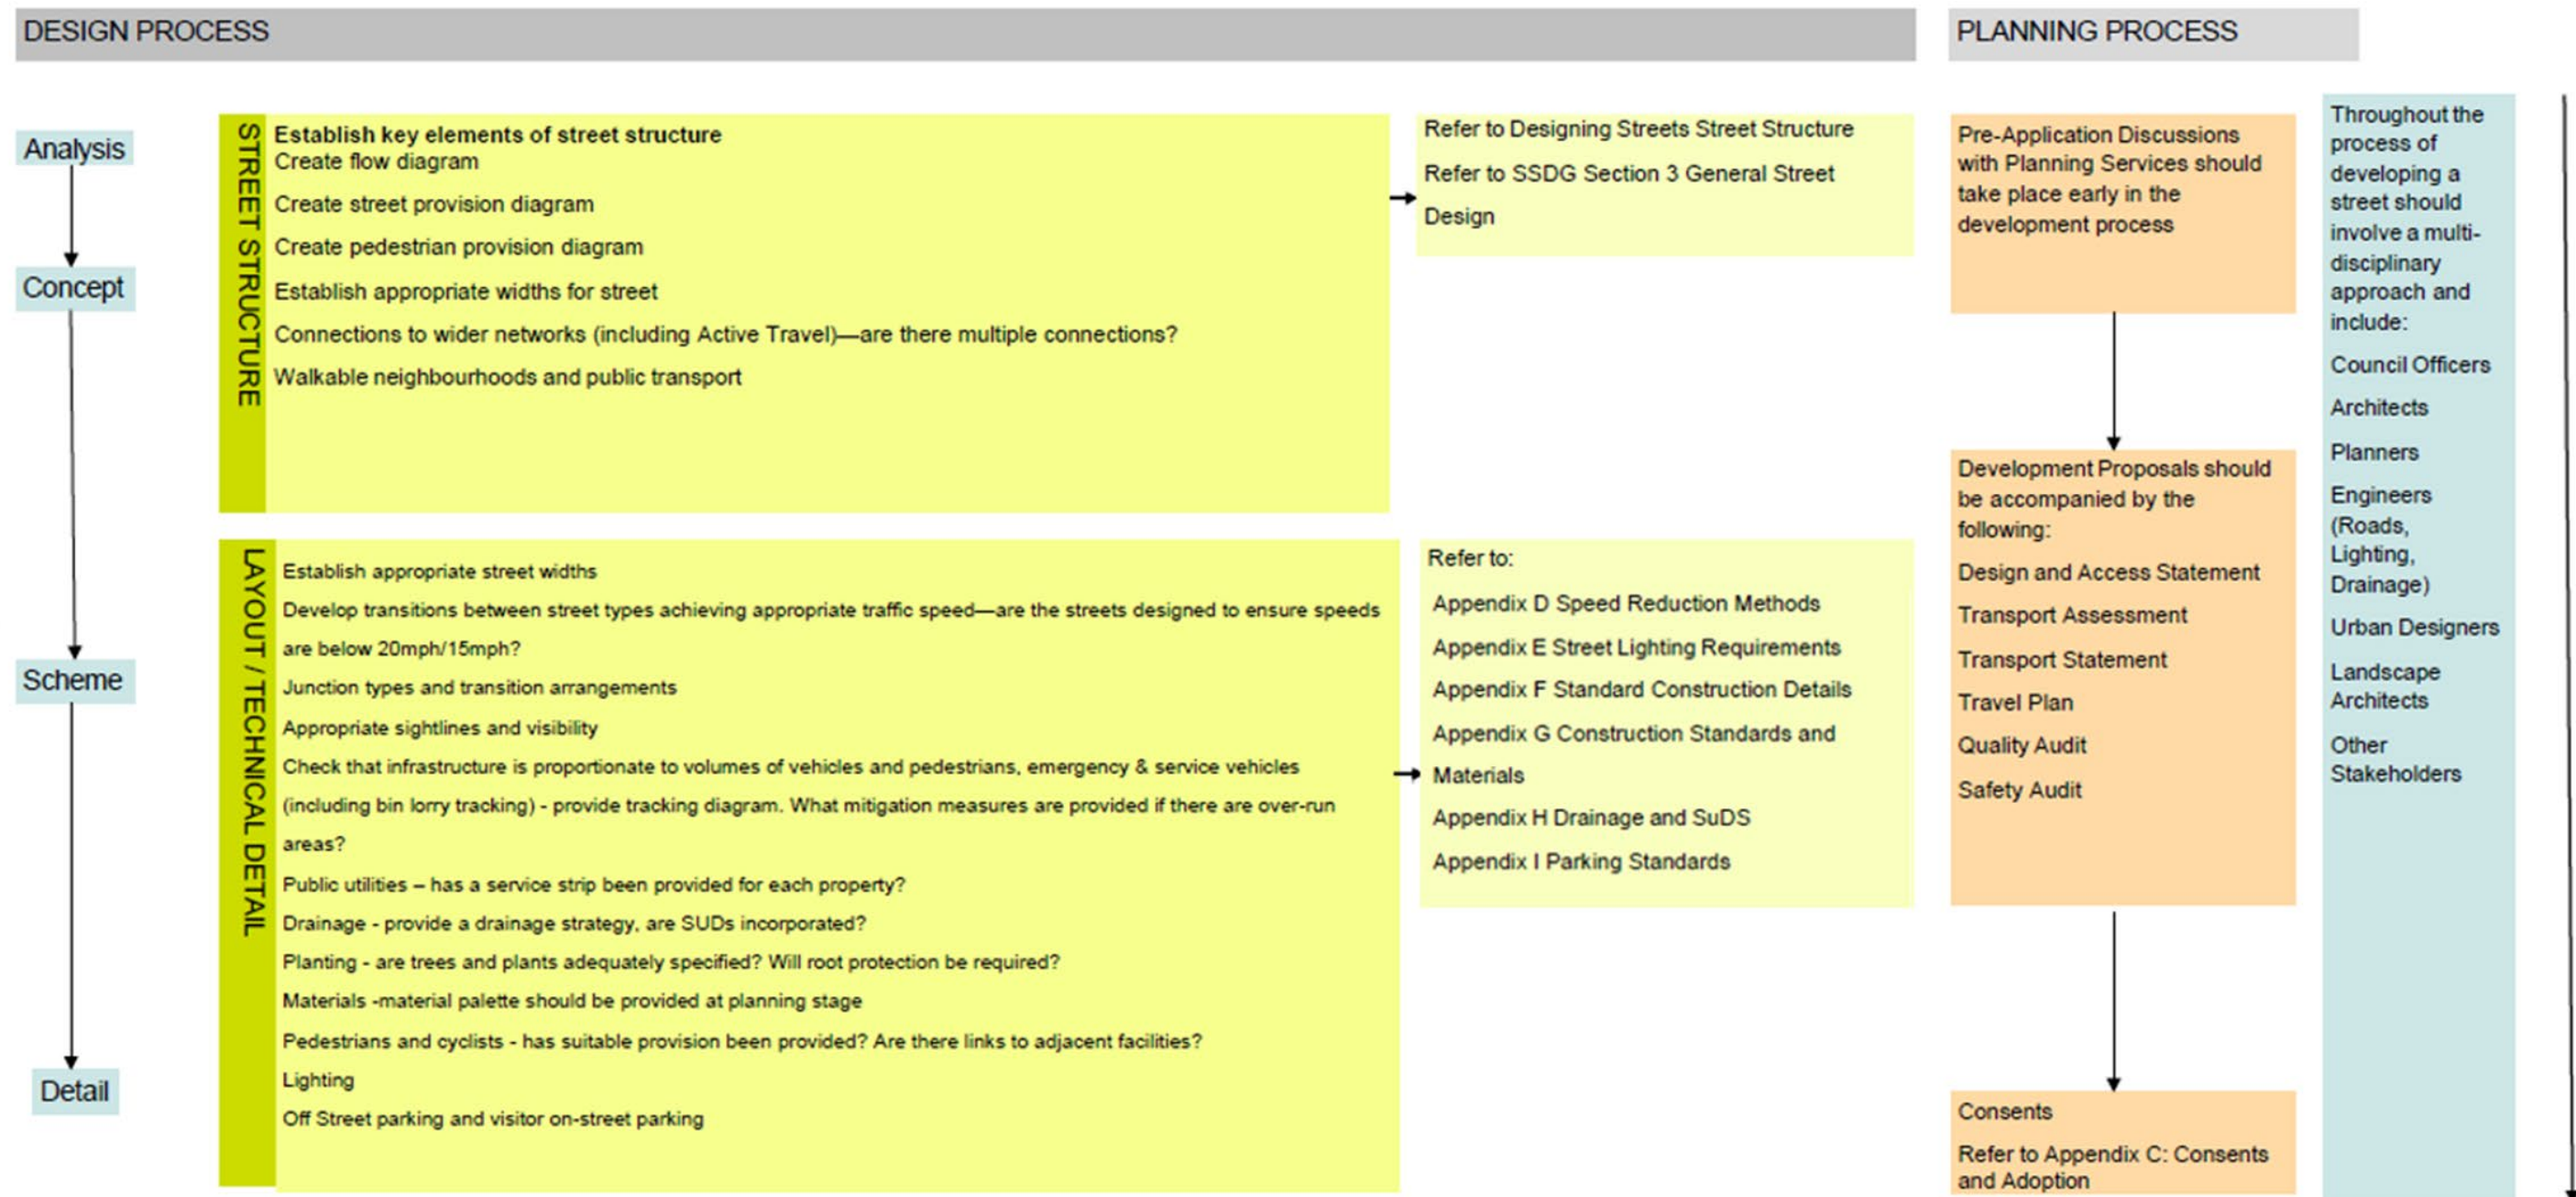 DESIGN PROCESS
PLANNING PROCESS
Analysis
Concept
Scheme
Detail
STREET STRUCTURE
Establish key elements of street structure
Create flow diagram
Create street provision diagram
Create pedestrian provision diagram
Establish appropriate widths for street
Connections to wider networks (including Active Travel)—are there multiple connections?
Walkable neighbourhoods and public transport
Refer to Designing Streets Street Structure
Refer to SSDG Section 3 General Street
Design
LAYOUT / TECHNICAL DETAIL
Establish appropriate street widths
Develop transitions between street types achieving appropriate traffic speed—are the streets designed to ensure speeds
are below 20mph/15mph?
Junction types and transition arrangements
Appropriate sightlines and visibility
Check that infrastructure is proportionate to volumes of vehicles and pedestrians, emergency & service vehicles
(including bin lorry tracking) - provide tracking diagram. What mitigation measures are provided if there are over-run
areas?
Public utilities – has a service strip been provided for each property?
Drainage - provide a drainage strategy, are SUDs incorporated?
Planting - are trees and plants adequately specified? Will root protection be required?
Materials -material palette should be provided at planning stage
Pedestrians and cyclists - has suitable provision been provided? Are there links to adjacent facilities?
Lighting
Off Street parking and visitor on-street parking
Refer to:
Appendix D Speed Reduction Methods
Appendix E Street Lighting Requirements
Appendix F Standard Construction Details
Appendix G Construction Standards and
Materials
Appendix H Drainage and SuDS
Appendix I Parking Standards
Pre-Application Discussions
with Planning Services should
take place early in the
development process
Development Proposals should
be accompanied by the
following:
Design and Access Statement
Transport Assessment
Transport Statement
Travel Plan
Quality Audit
Safety Audit
Consents
Refer to Appendix C: Consents
and Adoption
Throughout the
process of
developing a
street should
involve a multi-
disciplinary
approach and
include:
Council Officers
Architects
Planners
Engineers
(Roads,
Lighting,
Drainage)
Urban Designers
Landscape
Architects
Other
Stakeholders